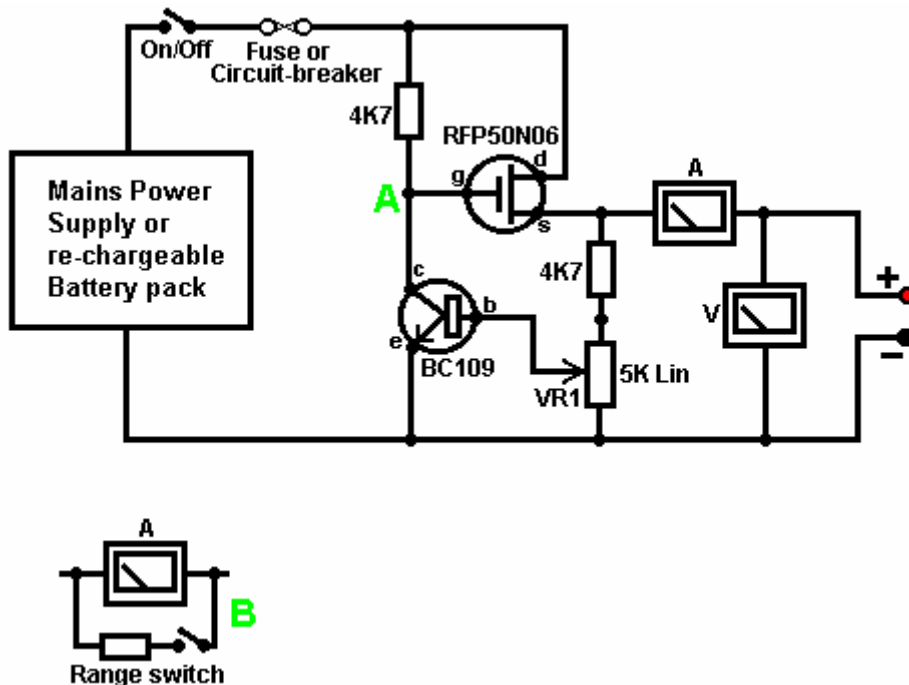 On/Off
Fuse or
Circuit-breaker
4K7
RFP50N06
d
g
s
A
A
Mains Power
Supply or
re-chargeable
Battery pack
c
b
e
BC109
4K7
VR1
5K Lin
V
+
−
A
B
Range switch